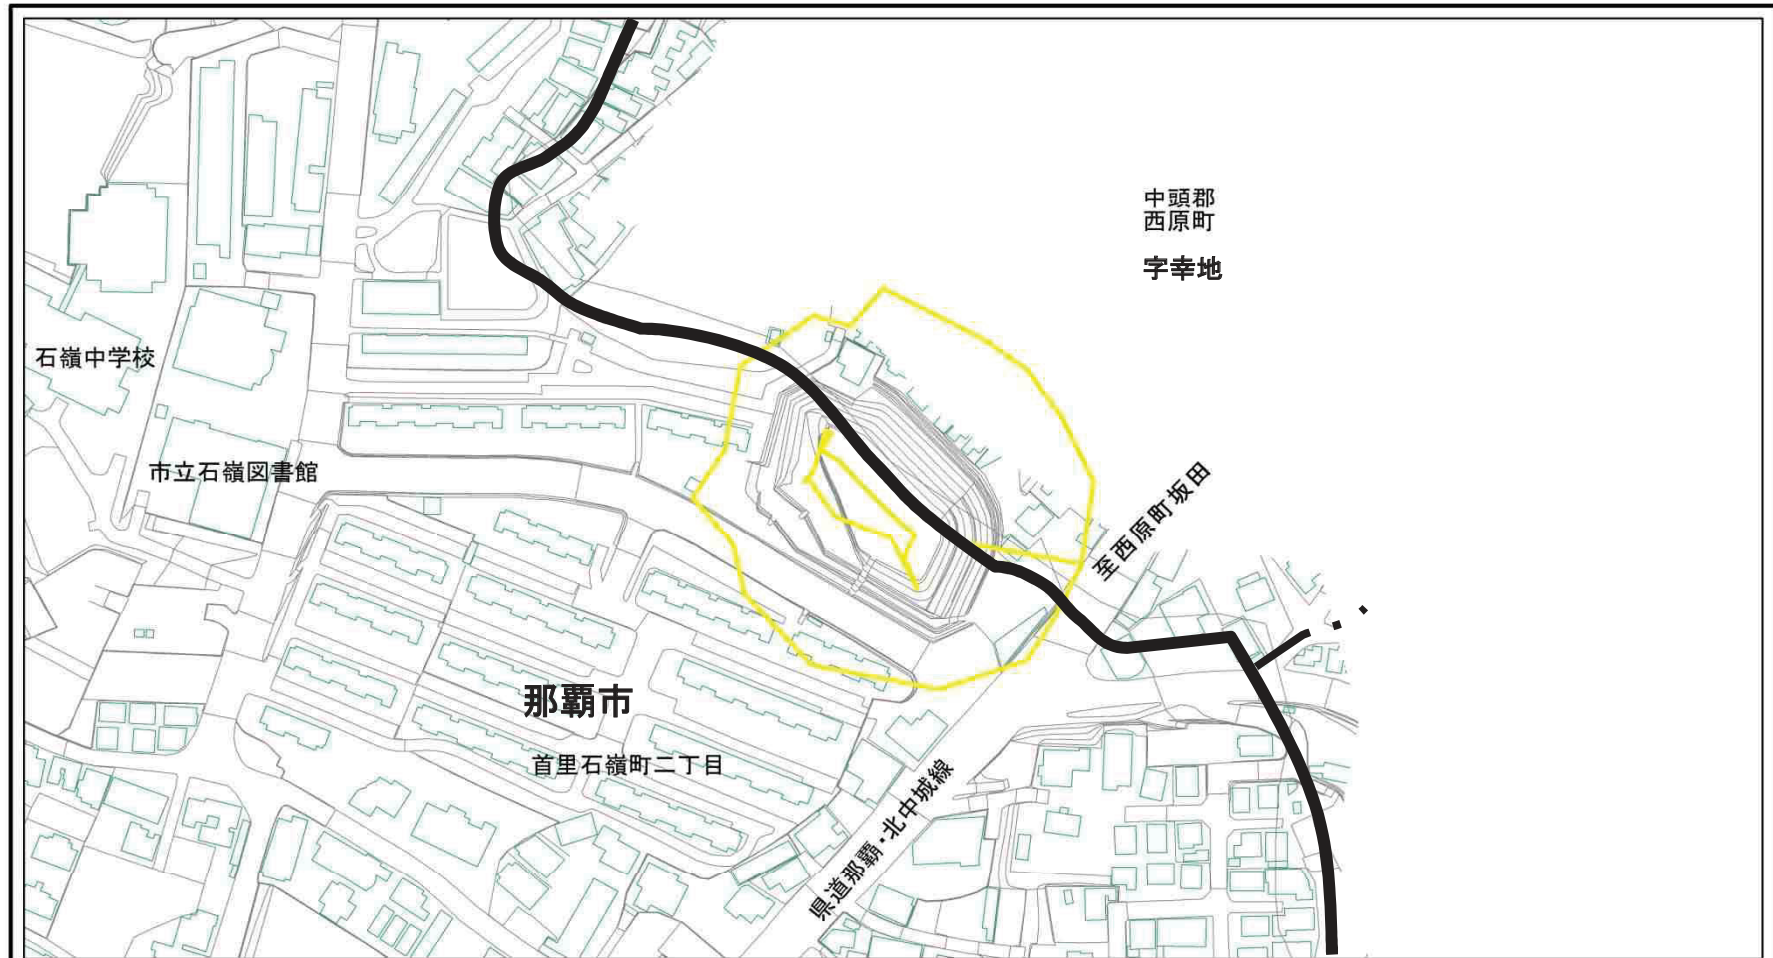 中頭郡
西原町
字幸地
石嶺中学校
市立石嶺図書館
至西原町坂田
那覇市
首里石嶺町二丁目
県道那覇・北中城線